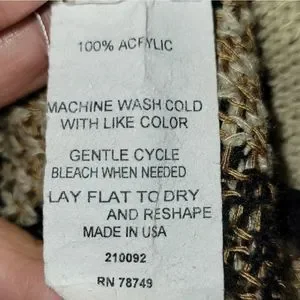 100% ACRYLIC
MACHINE WASH COLD
WITH LIKE COLOR
GENTLE CYCLE
BLEACH WHEN NEEDED
LAY FLAT TO DRY
AND RESHAPE
MADE IN USA
210092
RN 78749